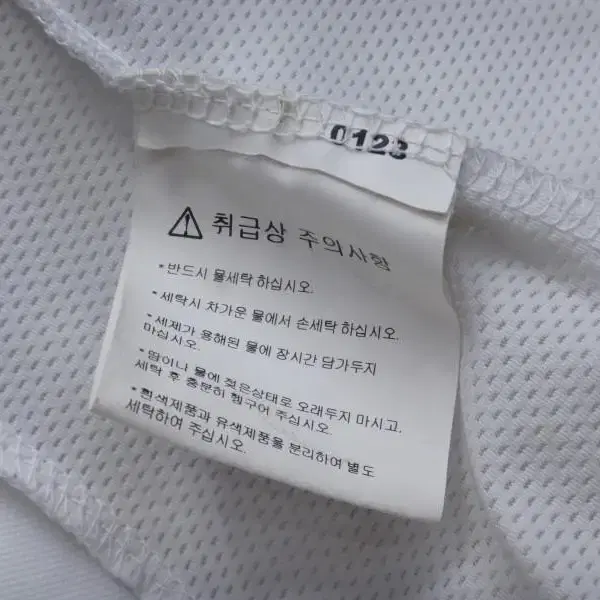 0123
취급상 주의사항
*반드시 물세탁 하십시오.
*세탁시 차가운 물에서 손세탁 하십시오.
*세제가 용해된 물에 장시간 담가두지
마십시오.
*땀이나 물에 젖은상태로 오래두지 마시고.
세탁 후 충분히 헹구어 주십시오.
*흰색제품과 유색제품을 분리하여 별도
세탁하여 주십시오.